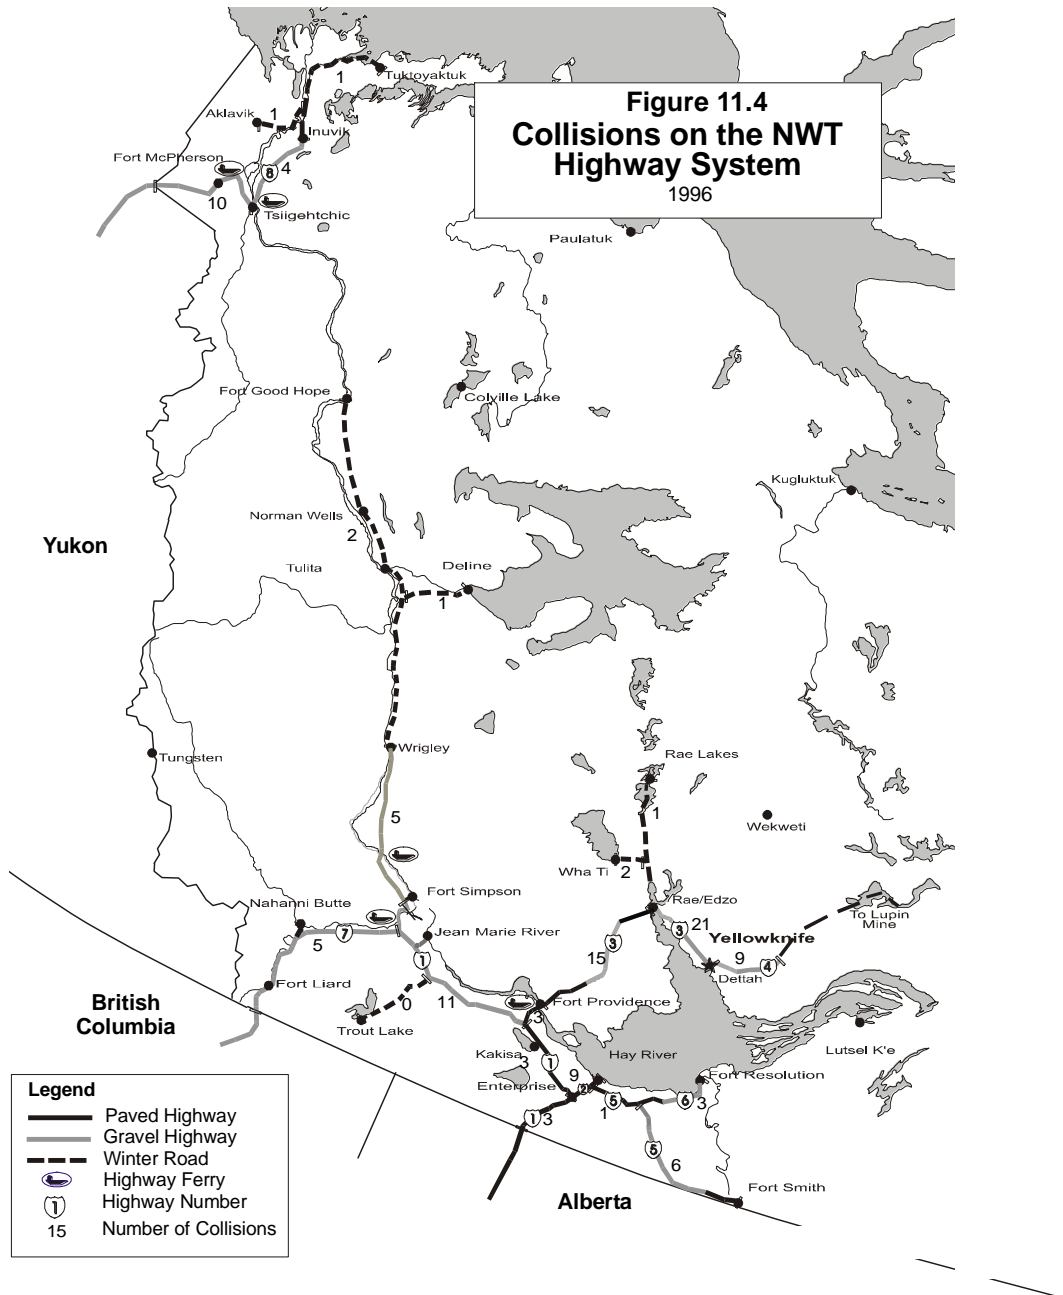 Figure 11.4
Collisions on the NWT
Highway System
1996
Tuktoyaktuk
1
Aklavik
1
Inuvik
Fort McPherson
8
4
10
Tsiigehtchic
Paulatuk
Fort Good Hope
Colville Lake
Kugluktuk
Norman Wells
2
Yukon
Tulita
Deline
1
Wrigley
Tungsten
Rae Lakes
5
1
Wekweti
Wha Ti
2
Fort Simpson
Rae/Edzo
Nahanni Butte
To Lupin
Mine
21
3
7
5
Jean Marie River
3
Yellowknife
15
9
4
1
Dettah
Fort Liard
11
0
British
Columbia
Fort Providence
3
Trout Lake
Kakisa
3
1
Hay River
Lutsel K'e
9
Enterprise
2
Fort Resolution
5
1
6
3
1
3
5
6
Fort Smith
Alberta
Legend
Paved Highway
Gravel Highway
Winter Road
Highway Ferry
1
Highway Number
15
Number of Collisions